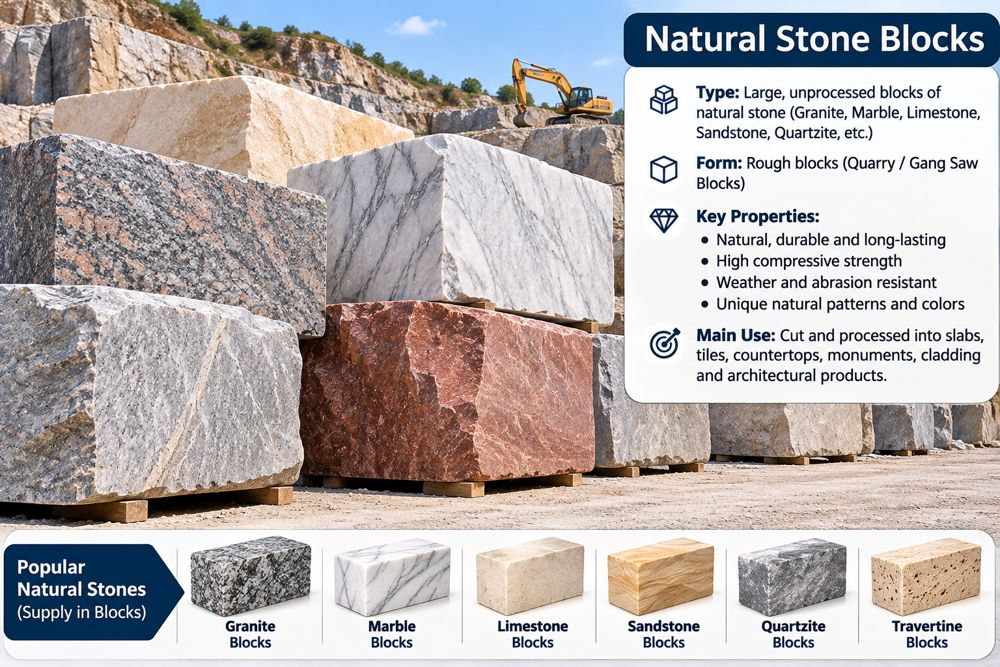 Natural Stone Blocks
Type: Large, unprocessed blocks of
natural stone (Granite, Marble, Limestone,
Sandstone, Quartzite, etc.)
Form: Rough blocks (Quarry / Gang Saw
Blocks)
Key Properties:
• Natural, durable and long-lasting
• High compressive strength
• Weather and abrasion resistant
• Unique natural patterns and colors
Main Use: Cut and processed into slabs,
tiles, countertops, monuments, cladding
and architectural products.
Popular
Natural Stones
(Supply in Blocks)
Granite
Blocks
Marble
Blocks
Limestone
Blocks
Sandstone
Blocks
Quartzite
Blocks
Travertine
Blocks